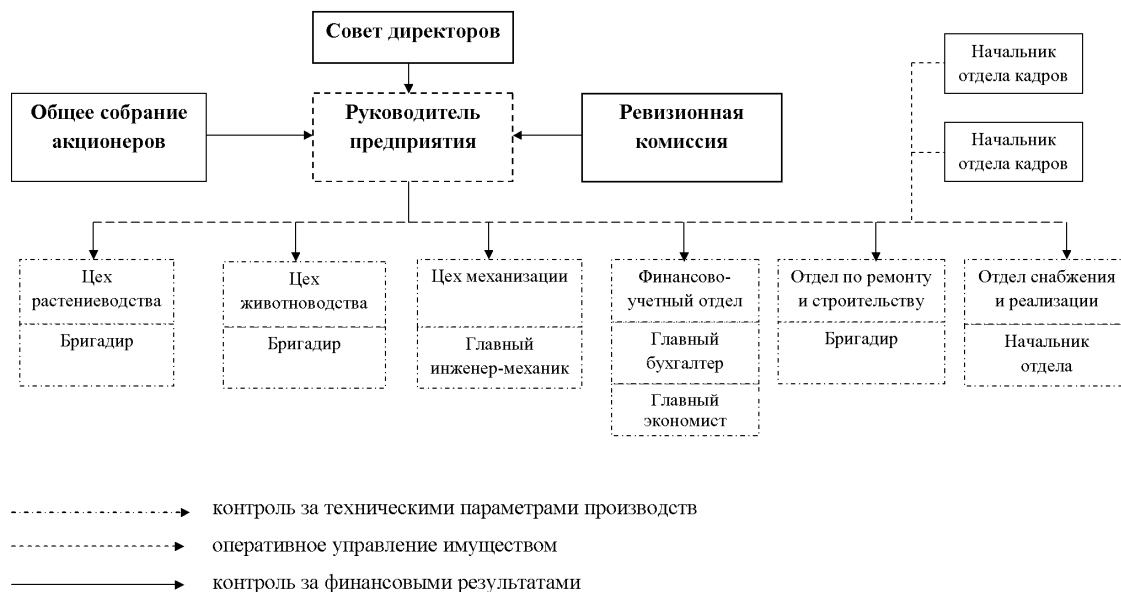 Совет директоров
Начальник
отдела кадров
Общее собрание
акционеров
Руководитель
предприятия
Ревизионная
комиссия
Начальник
отдела кадров
Цех
растениеводства
Бригадир
Цех
животноводства
Бригадир
Цех механизации
Главный
инженер-механик
Финансово-
учетный отдел
Главный
бухгалтер
Главный
экономист
Отдел по ремонту
и строительству
Бригадир
Отдел снабжения
и реализации
Начальник
отдела
контроль за техническими параметрами производств
оперативное управление имуществом
контроль за финансовыми результатами